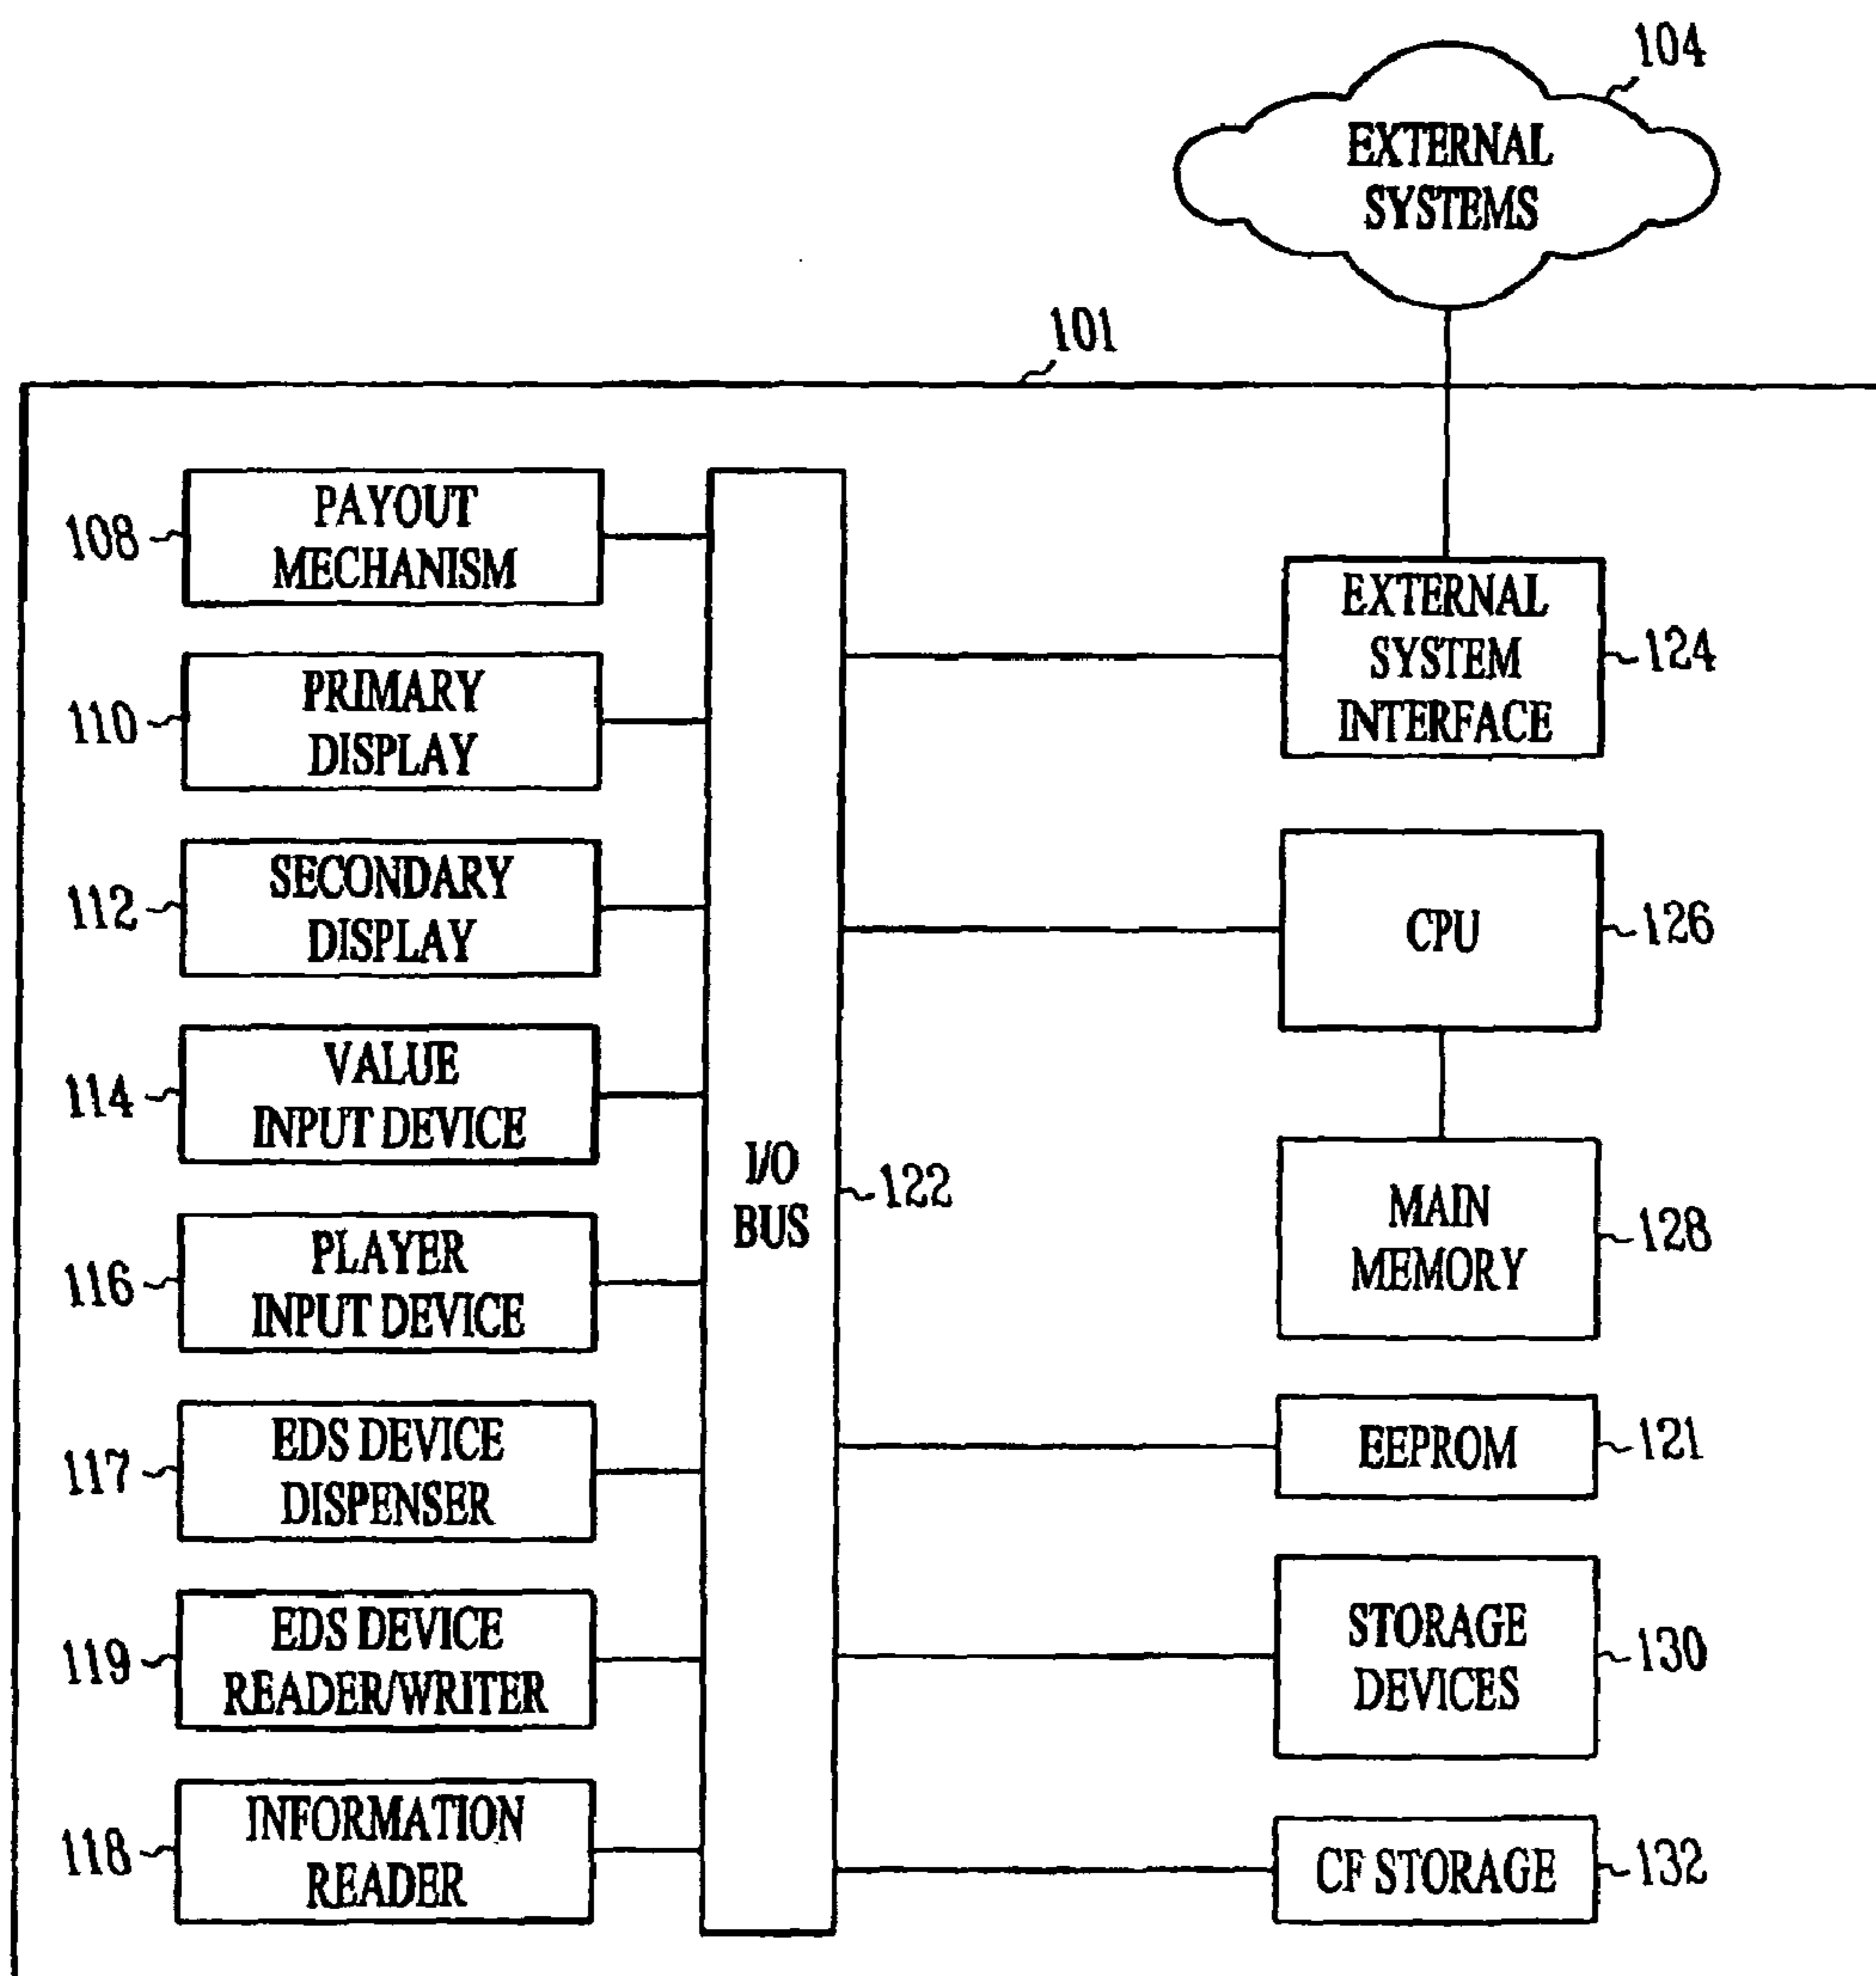 104
EXTERNAL
SYSTEMS
101
108
PAYOUT
MECHANISM
110
PRIMARY
DISPLAY
112
SECONDARY
DISPLAY
114
VALUE
INPUT DEVICE
116
PLAYER
INPUT DEVICE
117
EDS DEVICE
DISPENSER
119
EDS DEVICE
READER/WRITER
118
INFORMATION
READER
I/O
BUS
122
EXTERNAL
SYSTEM
INTERFACE
124
CPU
126
MAIN
MEMORY
128
EEPROM
121
STORAGE
DEVICES
130
CF STORAGE
132